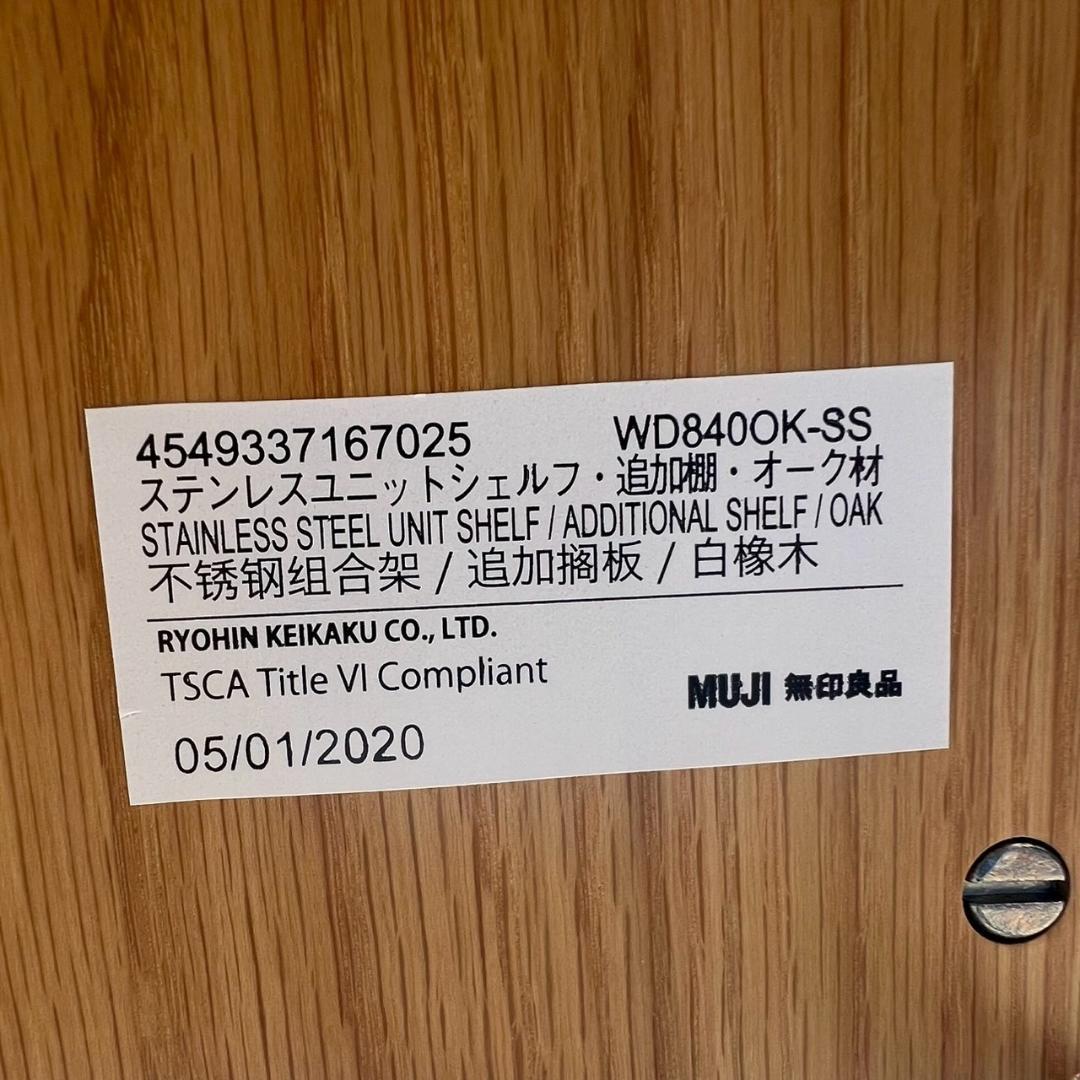 4549337167025 WD840OK-SS
ステンレスユニットシェルフ・追加棚・オーク材
STAINLESS STEEL UNIT SHELF / ADDITIONAL SHELF / OAK
不锈钢组合架 / 追加搁板 / 白橡木
RYOHIN KEIKAKU CO., LTD.
TSCA Title VI Compliant
MUJI 無印良品
05/01/2020